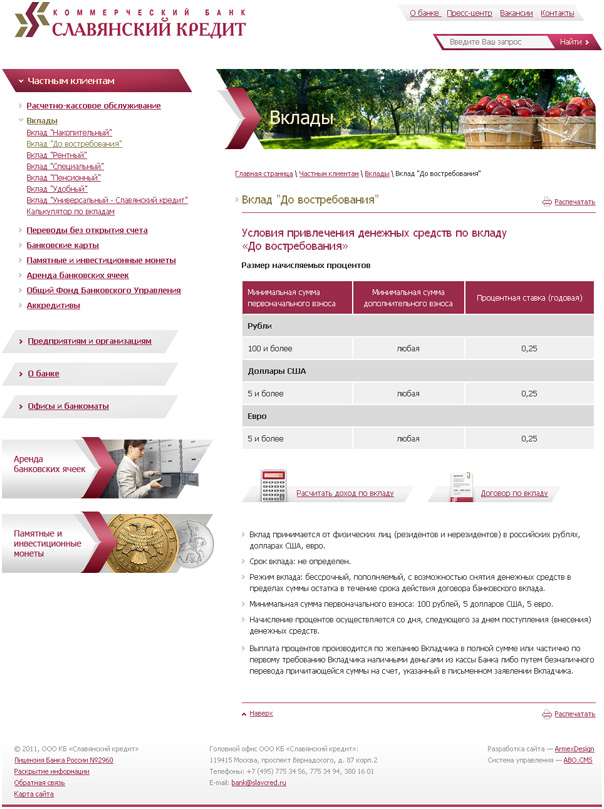 КОММЕРЧЕСКИЙ БАНК
СЛАВЯНСКИЙ КРЕДИТ
О банке Пресс-центр Вакансии Контакты
Введите Ваш запрос
Найти
Частным клиентам
Расчетно-кассовое обслуживание
Вклады
Вклад "Накопительный"
Вклад "До востребования"
Вклад "Рентный"
Вклад "Специальный"
Вклад "Пенсионный"
Вклад "Удобный"
Вклад "Универсальный - Славянский кредит"
Калькулятор по вкладам
Переводы без открытия счета
Банковские карты
Памятные и инвестиционные монеты
Аренда банковских ячеек
Общий Фонд Банковского Управления
Аккредитивы
Предприятиям и организациям
О банке
Офисы и банкоматы
Аренда
банковских ячеек
Памятные и
инвестиционные
монеты
Вклады
Главная страница \ Частным клиентам \ Вклады \ Вклад "До востребования"
Вклад "До востребования"
Распечатать
Условия привлечения денежных средств по вкладу
«До востребования»
Размер начисляемых процентов
Минимальная сумма
первоначального взноса
Минимальная сумма
дополнительного взноса
Процентная ставка (годовая)
Рубли
100 и более любая 0,25
Доллары США
5 и более любая 0,25
Евро
5 и более любая 0,25
Расчитать доход по вкладу
Договор по вкладу
Вклад принимается от физических лиц (резидентов и нерезидентов) в российских рублях,
долларах США, евро.
Срок вклада: не определен.
Режим вклада: бессрочный, пополняемый, с возможностью снятия денежных средств в
пределах суммы остатка в течение срока действия договора банковского вклада.
Минимальная сумма первоначального взноса: 100 рублей, 5 долларов США, 5 евро.
Начисление процентов осуществляется со дня, следующего за днем поступления (внесения)
денежных средств.
Выплата процентов производится по желанию Вкладчика в полной сумме или частично по
первому требованию Вкладчика наличными деньгами из кассы Банка либо путем безналичного
перевода причитающейся суммы на счет, указанный в письменном заявлении Вкладчика.
Наверх
Распечатать
© 2011, ООО КБ «Славянский кредит»
Лицензия Банка России №2960
Раскрытие информации
Обратная связь
Карта сайта
Головной офис ООО КБ «Славянский кредит»:
119415 Москва, проспект Вернадского, д. 87 корп.2
Телефоны: +7 (495) 775 34 56, 775 34 94, 380 16 01
E-mail: bank@slavcred.ru
Разработка сайта — ArmexDesign
Система управления — ABO.CMS